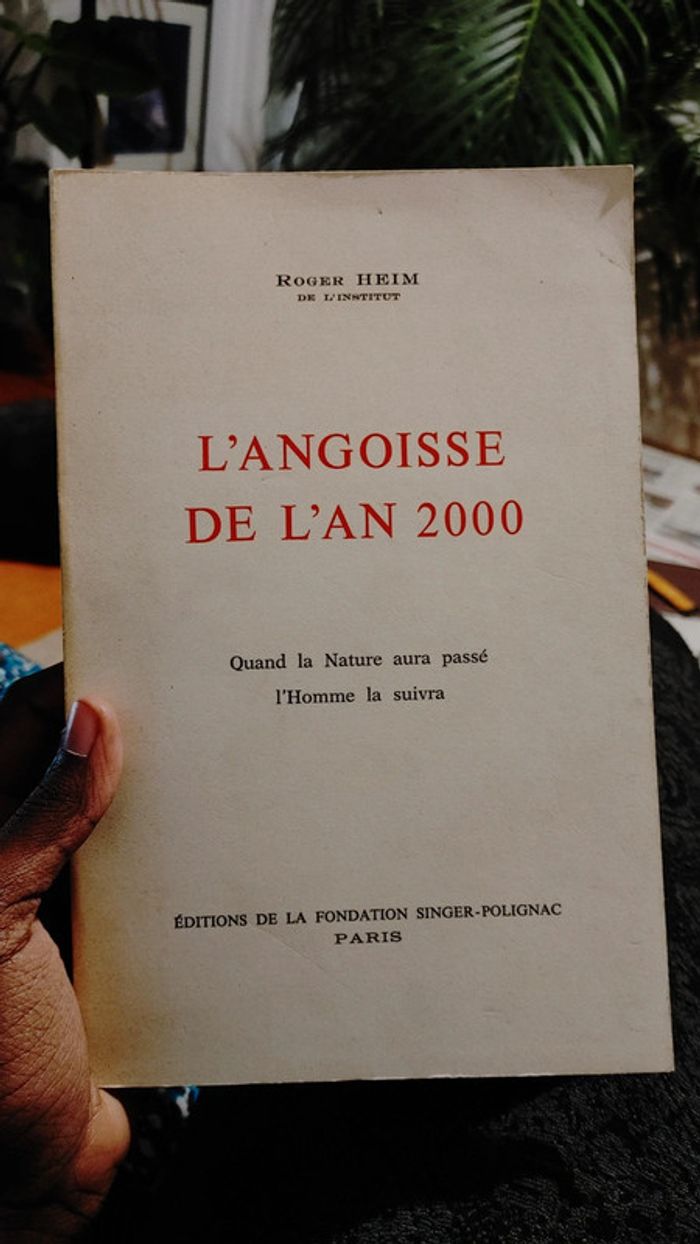 Roger HEIM
DE L'INSTITUT
L'ANGOISSE
DE L'AN 2000
Quand la Nature aura passé
l'Homme la suivra
ÉDITIONS DE LA FONDATION SINGER-POLIGNAC
PARIS